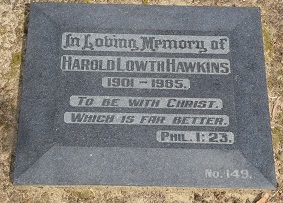 In Loving Memory of
HAROLD LOWTH HAWKINS
1901 – 1985.
TO BE WITH CHRIST.
WHICH IS FAR BETTER.
PHIL. 1:23.
No. 149.